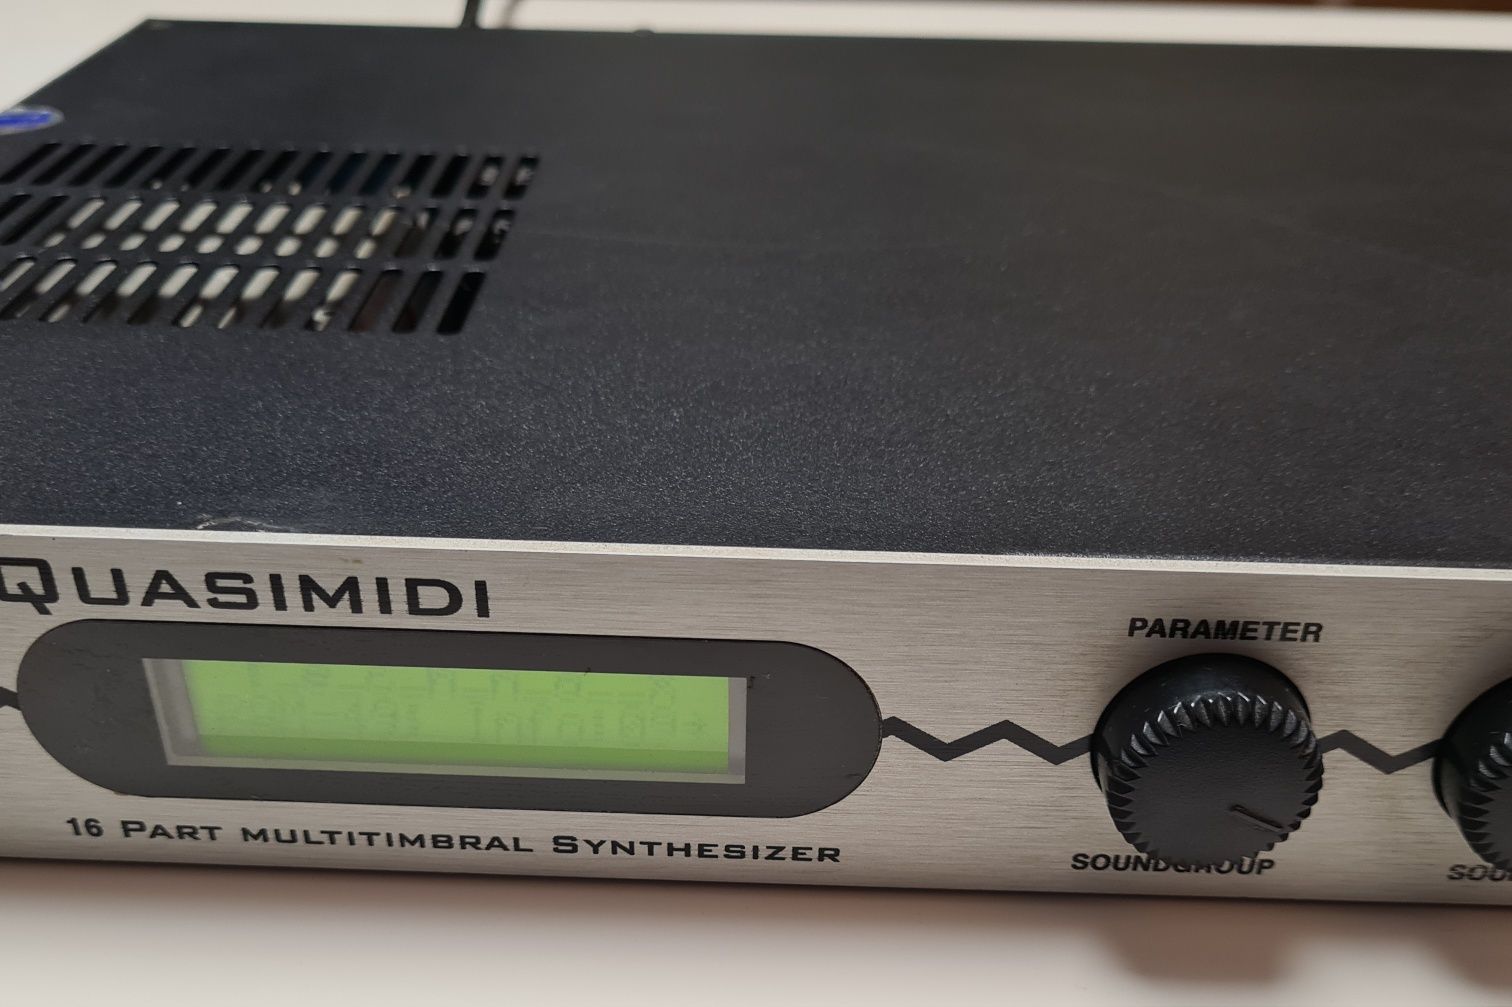 QUASIMIDI
PARAMETER
16 PART MULTITIMBRAL SYNTHESIZER
SOUNDGROUP